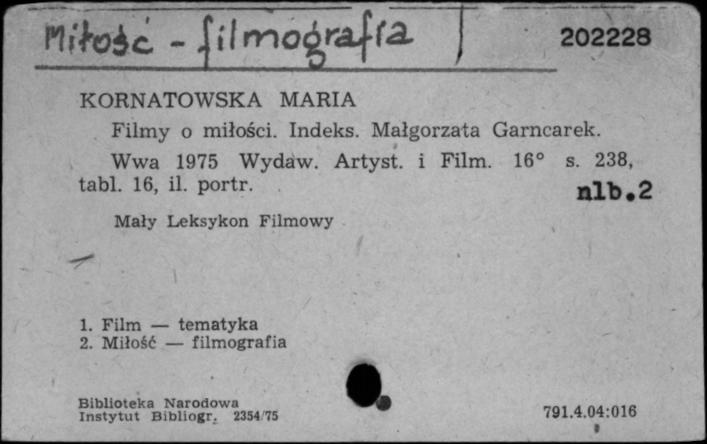 Miłość - filmografia
202228
KORNATOWSKA MARIA
Filmy o miłości. Indeks. Małgorzata Garncarek.
Wwa 1975 Wydaw. Artyst. i Film. 16° s. 238,
tabl. 16, il. portr.
nlb.2
Mały Leksykon Filmowy
1. Film — tematyka
2. Miłość — filmografia
Biblioteka Narodowa
Instytut Bibliogr. 2354/75
791.4.04:016